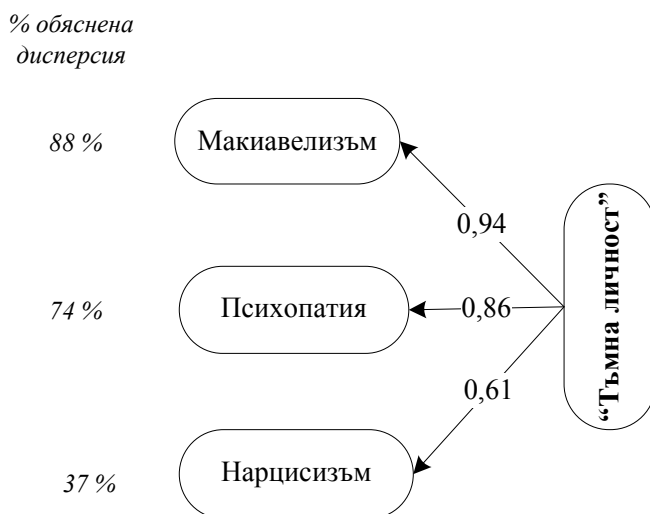 % обяснена
дисперсия
88 %
Макиавелизъм
0,94
74 %
Психопатия
0,86
“Тъмна личност”
0,61
37 %
Нарцисизъм